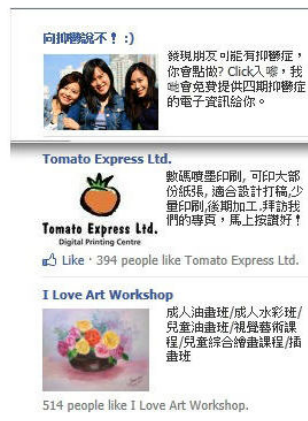 向抑鬱說不！:)
發現朋友可能有抑鬱症，
你會點做? Click入嚟，我
哋會免費提供四期抑鬱症
的電子資訊給你。
Tomato Express Ltd.
數碼噴墨印刷, 可印大部
份紙張, 適合設計打稿,少
量印刷,後期加工.拜訪我
們的專頁，馬上按讚好！
Tomato Express Ltd.
Digital Printing Centre
Like · 394 people like Tomato Express Ltd.
I Love Art Workshop
成人油畫班/成人水彩班/
兒童油畫班/視覺藝術課
程/兒童綜合繪畫課程/插
畫班
514 people like I Love Art Workshop.